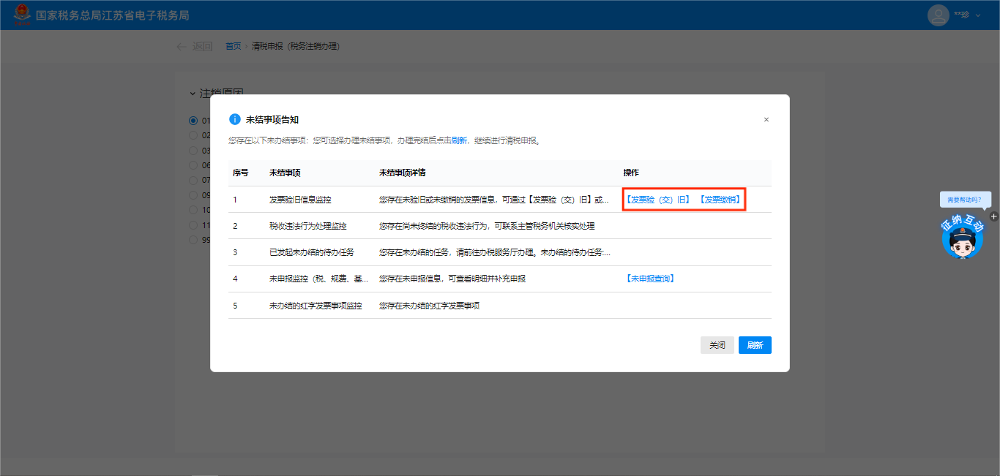 国家税务总局江苏省电子税务局
**珍
返回 首页 › 清税申报（税务注销办理）
注销原因
01
02
03
06
07
09
10
11
99
未结事项告知
您存在以下未办结事项：您可选择办理未结事项，办理完结后点击刷新，继续进行清税申报。
序号 未结事项 未结事项详情 操作
1 发票验旧信息监控 您存在未验旧或未缴销的发票信息，可通过【发票验（交）旧】或... 【发票验（交）旧】 【发票缴销】
2 税收违法行为处理监控 您存在尚未终结的税收违法行为，可联系主管税务机关核实处理
3 已发起未办结的待办任务 您存在未办结的任务，请前往办税服务厅办理。未办结的待办任务:...
4 未申报监控（税、规费、基... 您存在未申报信息，可查看明细并补充申报 【未申报查询】
5 未办结的红字发票事项监控 您存在未办结的红字发票事项
关闭 刷新
需要帮助吗？
征纳互动